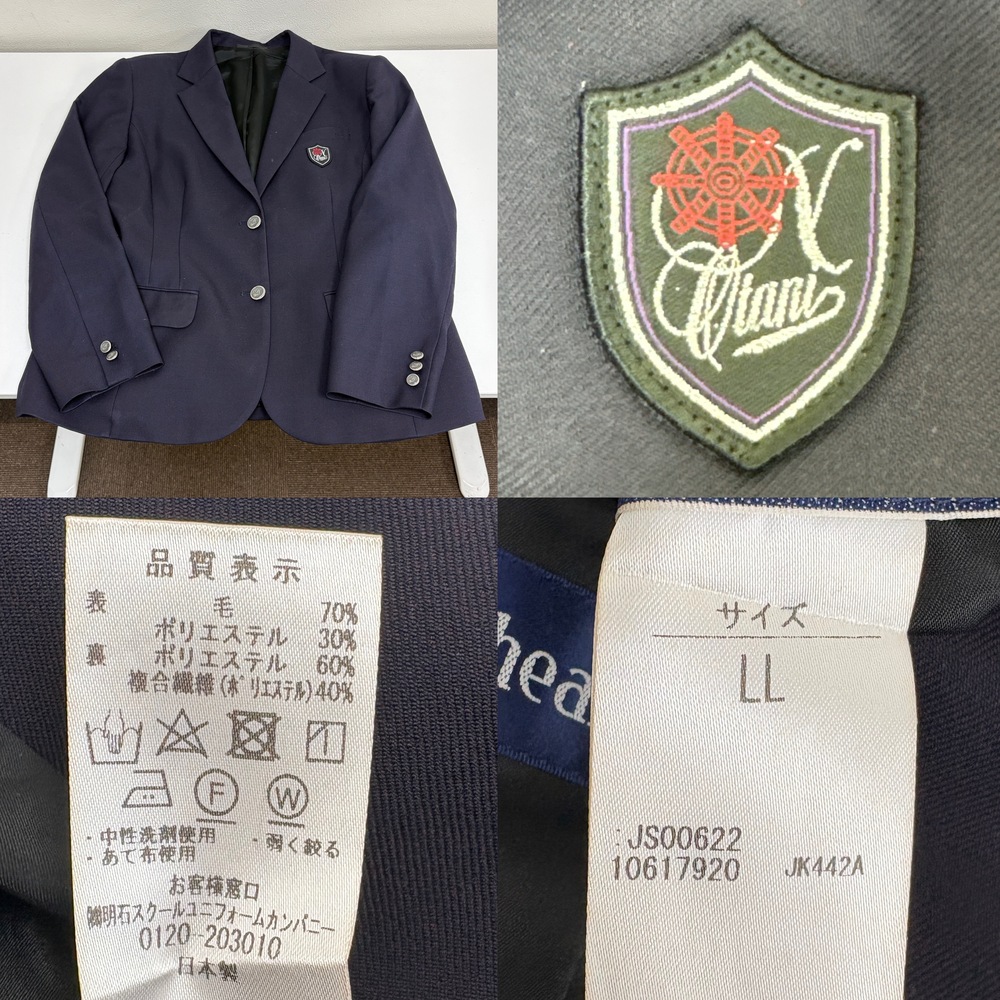 N
Otani
品質表示
表 毛 70%
ポリエステル 30%
裏 ポリエステル 60%
複合繊維(ポリエステル)40%
F W
・中性洗剤使用 ・弱く絞る
・あて布使用
お客様窓口
㈱明石スクールユニフォームカンパニー
0120-203010
日本製
サイズ
LL
hea
:JS00622
10617920 JK442A